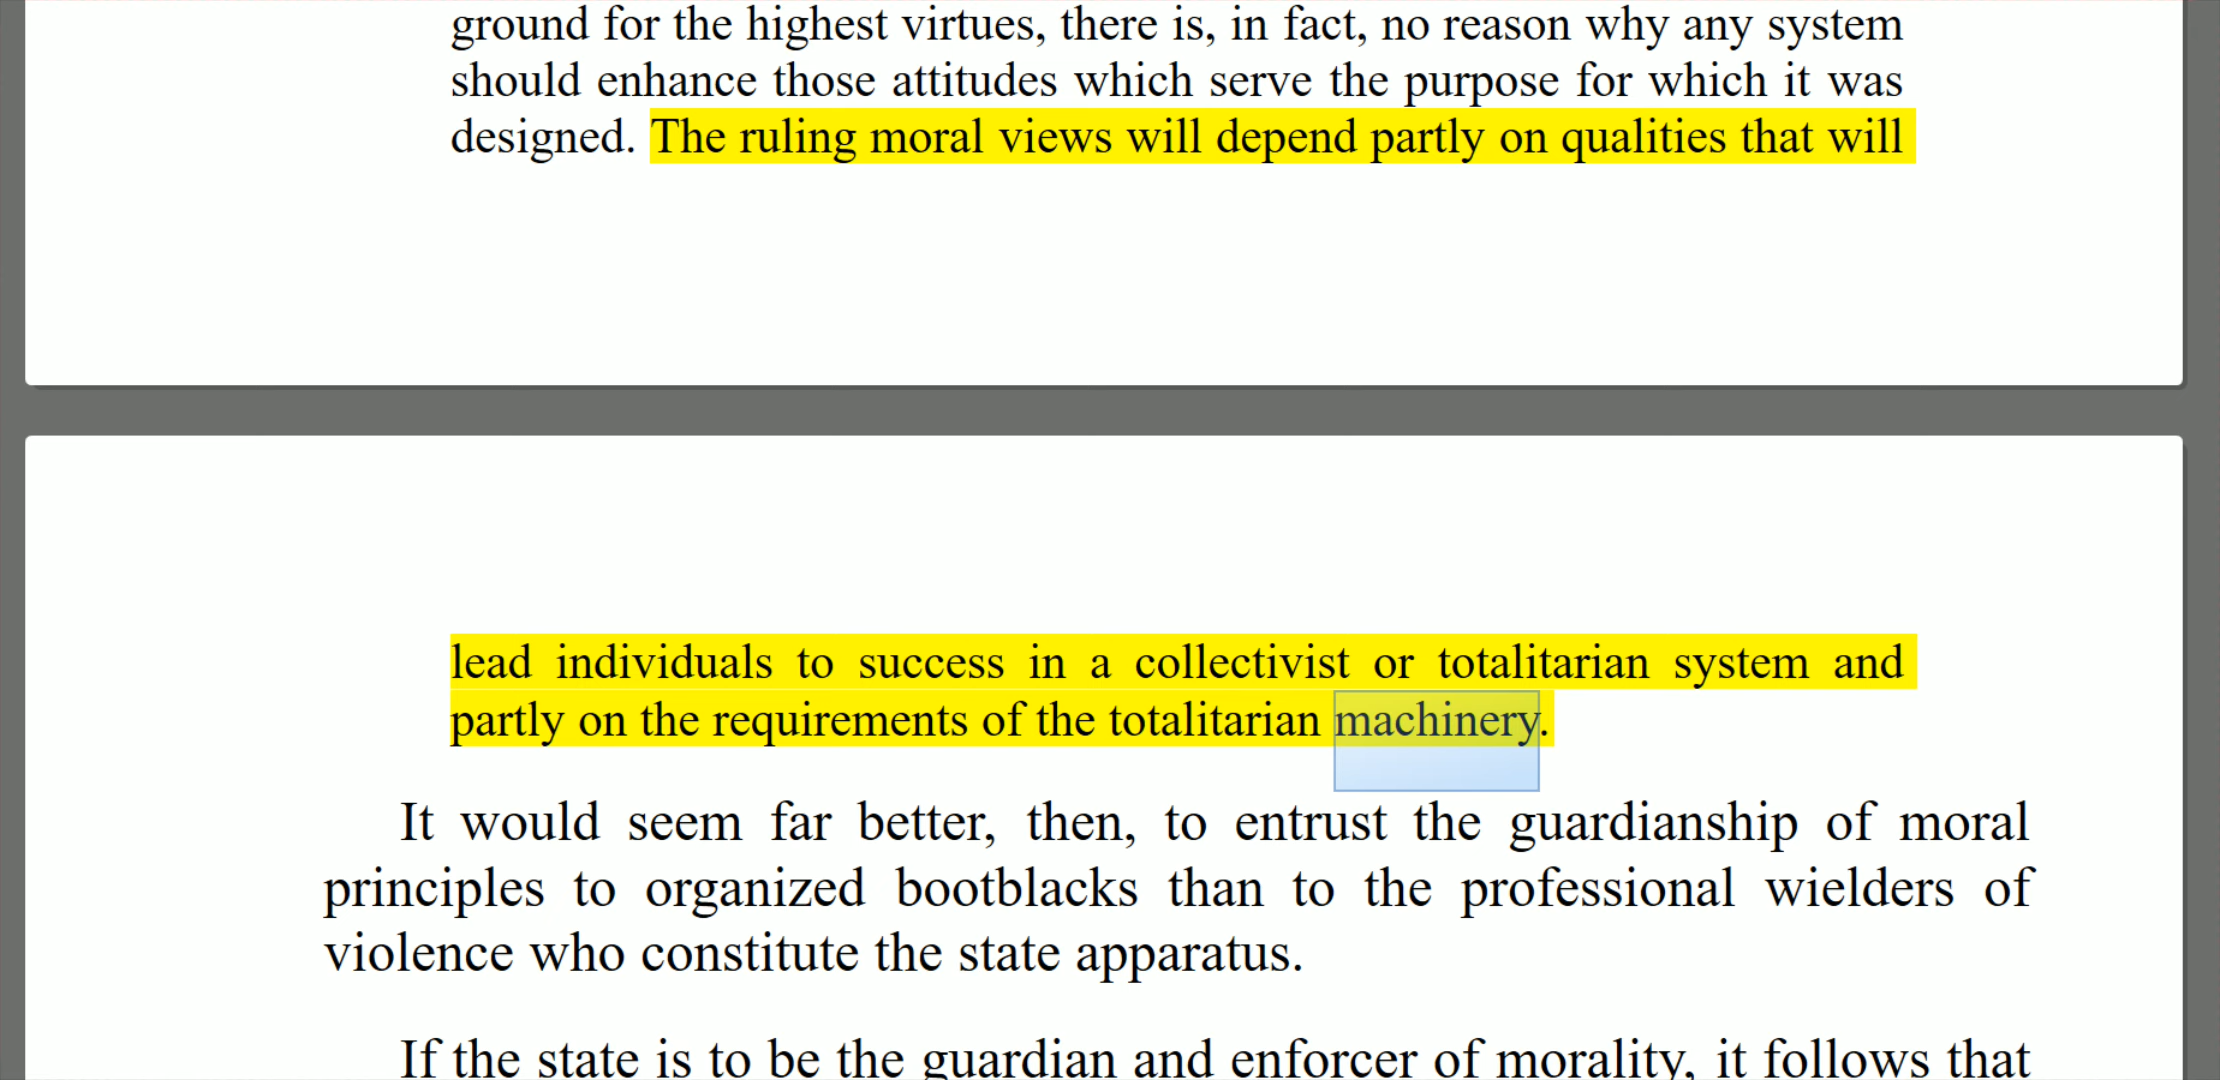 ground for the highest virtues, there is, in fact, no reason why any system
should enhance those attitudes which serve the purpose for which it was
designed. The ruling moral views will depend partly on qualities that will
lead individuals to success in a collectivist or totalitarian system and
partly on the requirements of the totalitarian machinery.
It would seem far better, then, to entrust the guardianship of moral
principles to organized bootblacks than to the professional wielders of
violence who constitute the state apparatus.
If the state is to be the guardian and enforcer of morality, it follows that